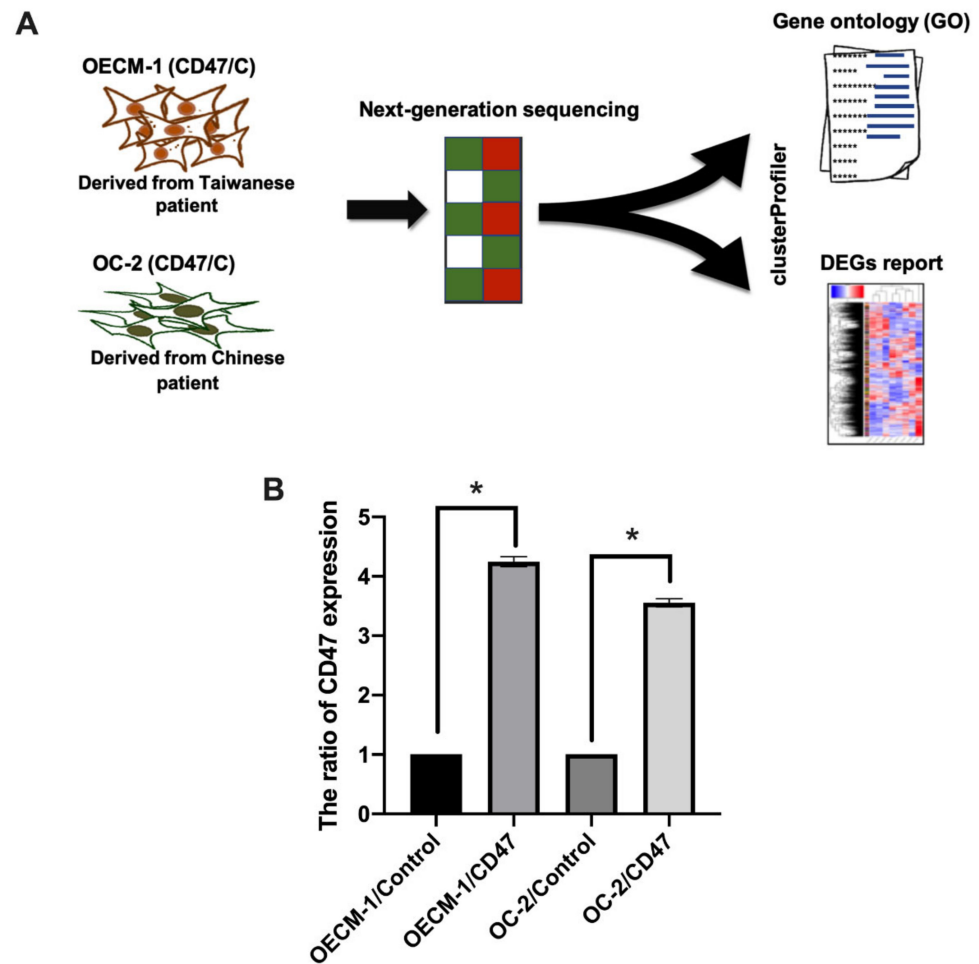 A
OECM-1 (CD47/C)
Derived from Taiwanese
patient
OC-2 (CD47/C)
Derived from Chinese
patient
Next-generation sequencing
clusterProfiler
Gene ontology (GO)
*******
*****
*********
*******
*******
*******
*****
*****
*****
DEGs report
B
The ratio of CD47 expression
5
4
3
2
1
0
*
*
OECM-1/Control
OECM-1/CD47
OC-2/Control
OC-2/CD47